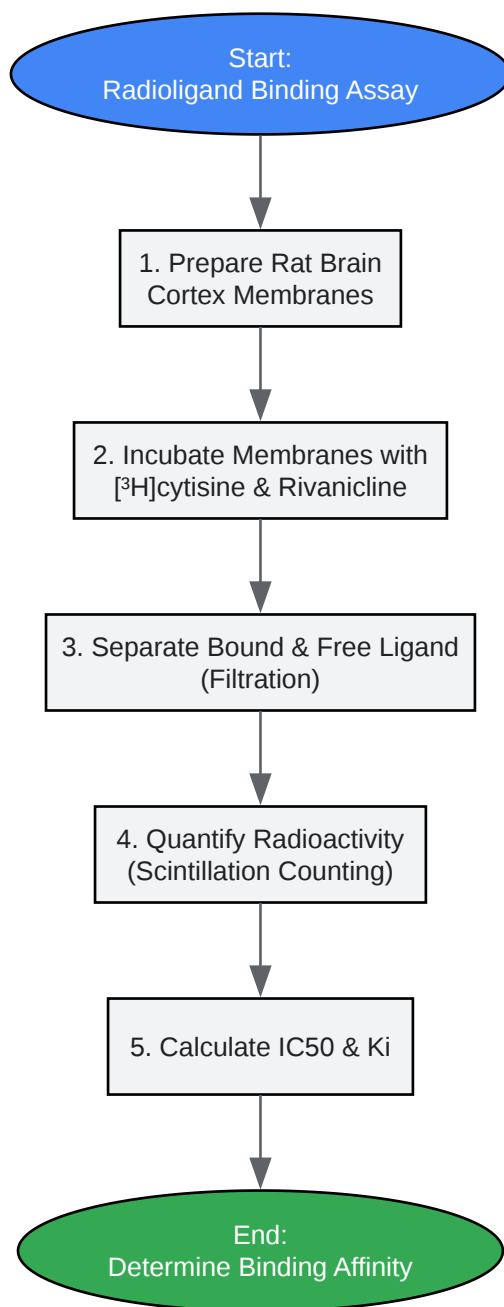 Start:
Radioligand Binding Assay
1. Prepare Rat Brain
Cortex Membranes
2. Incubate Membranes with
[³H]cytisine & Rivanicline
3. Separate Bound & Free Ligand
(Filtration)
4. Quantify Radioactivity
(Scintillation Counting)
5. Calculate IC50 & Ki
End:
Determine Binding Affinity